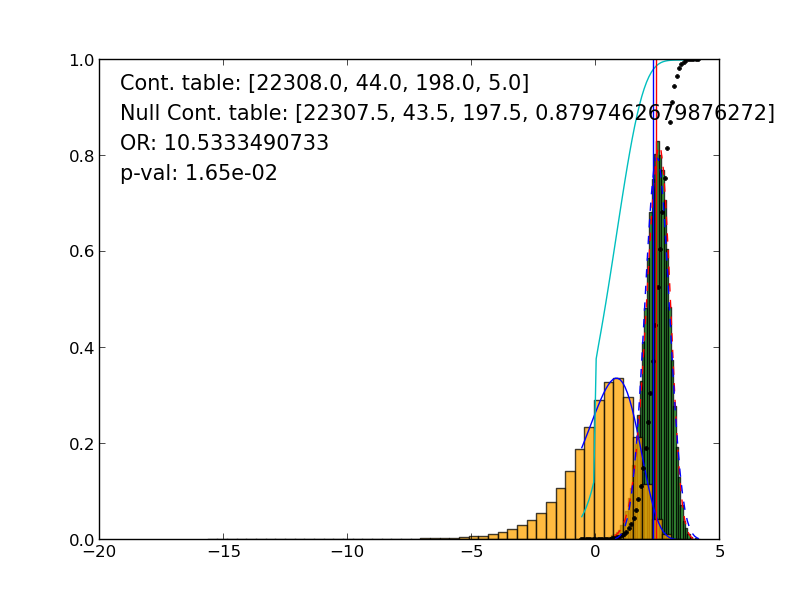 Cont. table: [22308.0, 44.0, 198.0, 5.0]
Null Cont. table: [22307.5, 43.5, 197.5, 0.8797462679876272]
OR: 10.5333490733
p-val: 1.65e-02
1.0
0.8
0.6
0.4
0.2
0.0
−20 −15 −10 −5 0 5